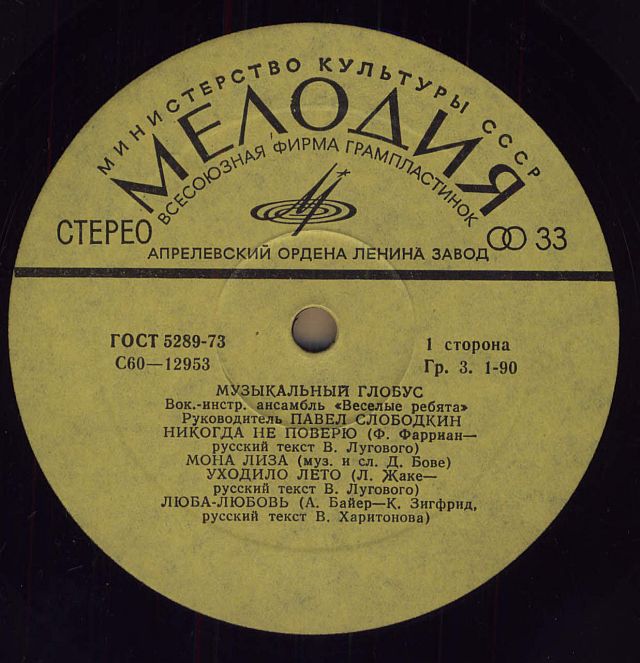 МИНИСТЕРСТВО КУЛЬТУРЫ СССР
МЕЛОДИЯ
ВСЕСОЮЗНАЯ ФИРМА ГРАМПЛАСТИНОК
СТЕРЕО
33
АПРЕЛЕВСКИЙ ОРДЕНА ЛЕНИНА ЗАВОД
ГОСТ 5289-73
1 сторона
С60—12953
Гр. 3. 1-90
МУЗЫКАЛЬНЫЙ ГЛОБУС
Вок.-инстр. ансамбль «Веселые ребята»
Руководитель ПАВЕЛ СЛОБОДКИН
НИКОГДА НЕ ПОВЕРЮ (Ф. Фарриан—
русский текст В. Лугового)
МОНА ЛИЗА (муз. и сл. Д. Бове)
УХОДИЛО ЛЕТО (Л. Жаке—
русский текст В. Лугового)
ЛЮБА-ЛЮБОВЬ (А. Байер—К. Зигфрид,
русский текст В. Харитонова)